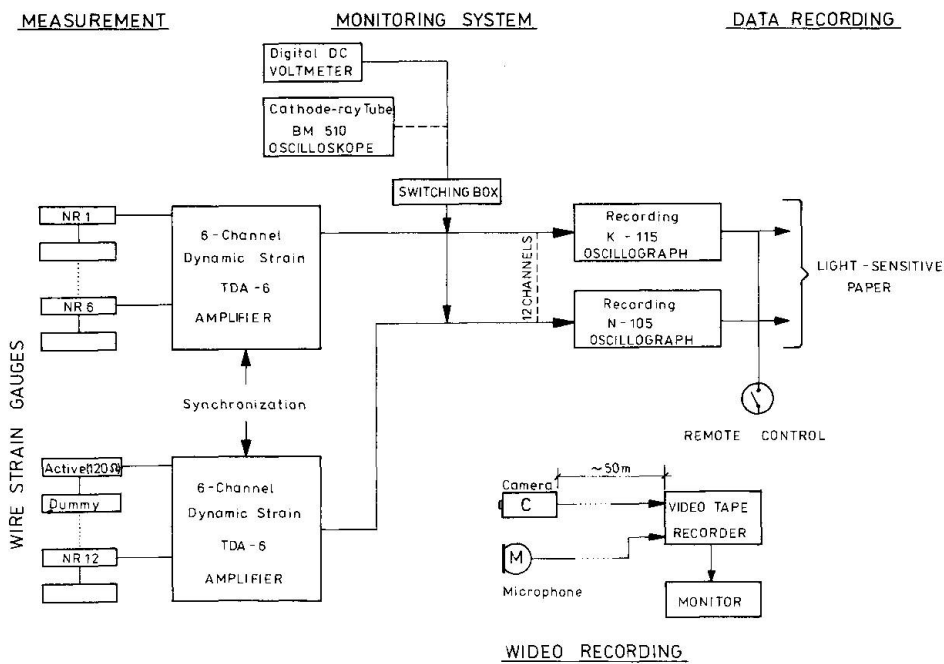 MEASUREMENT
MONITORING SYSTEM
DATA RECORDING
Digital DC
VOLTMETER
Cathode-ray Tube
BM 510
OSCILLOSKOPE
SWITCHING BOX
WIRE STRAIN GAUGES
NR 1
NR 6
6-Channel
Dynamic Strain
TDA-6
AMPLIFIER
12 CHANNELS
Recording
K-115
OSCILLOGRAPH
Recording
N-105
OSCILLOGRAPH
LIGHT-SENSITIVE
PAPER
REMOTE CONTROL
Synchronization
Active(120Ω)
Dummy
NR 12
6-Channel
Dynamic Strain
TDA-6
AMPLIFIER
~50m
Camera
C
M
Microphone
VIDEO TAPE
RECORDER
MONITOR
WIDEO RECORDING